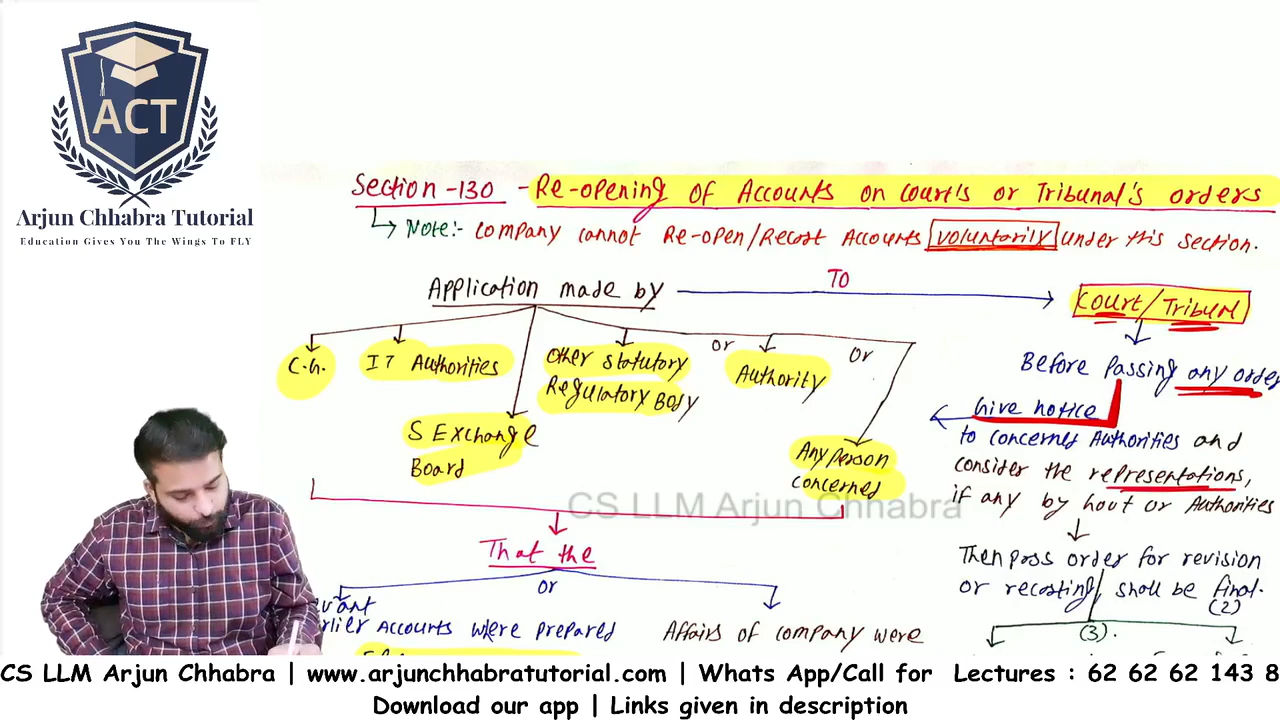 ACT
Arjun Chhabra Tutorial
Education Gives You The Wings To FLY
Section -130 - Re-opening of Accounts on Court's or Tribunal's orders
Note:- Company cannot Re-open/Recast Accounts voluntarily under this section.
Application made by
TO
Court/Tribunal
C.G.
IT Authorities
Other Statutory
Regulatory Body
or
Authority
or
S Exchange
Board
Any person
concerned
Before passing any order
Give notice
to concerned Authorities and
consider the representations,
if any by Govt or Authorities
Then pass order for revision
or recasting, shall be final.
(2)
(3).
CS LLM Arjun Chhabra
That the
or
Accounts were prepared
Affairs of company were
CS LLM Arjun Chhabra | www.arjunchhabratutorial.com | Whats App/Call for Lectures : 62 62 62 143 8
Download our app | Links given in description